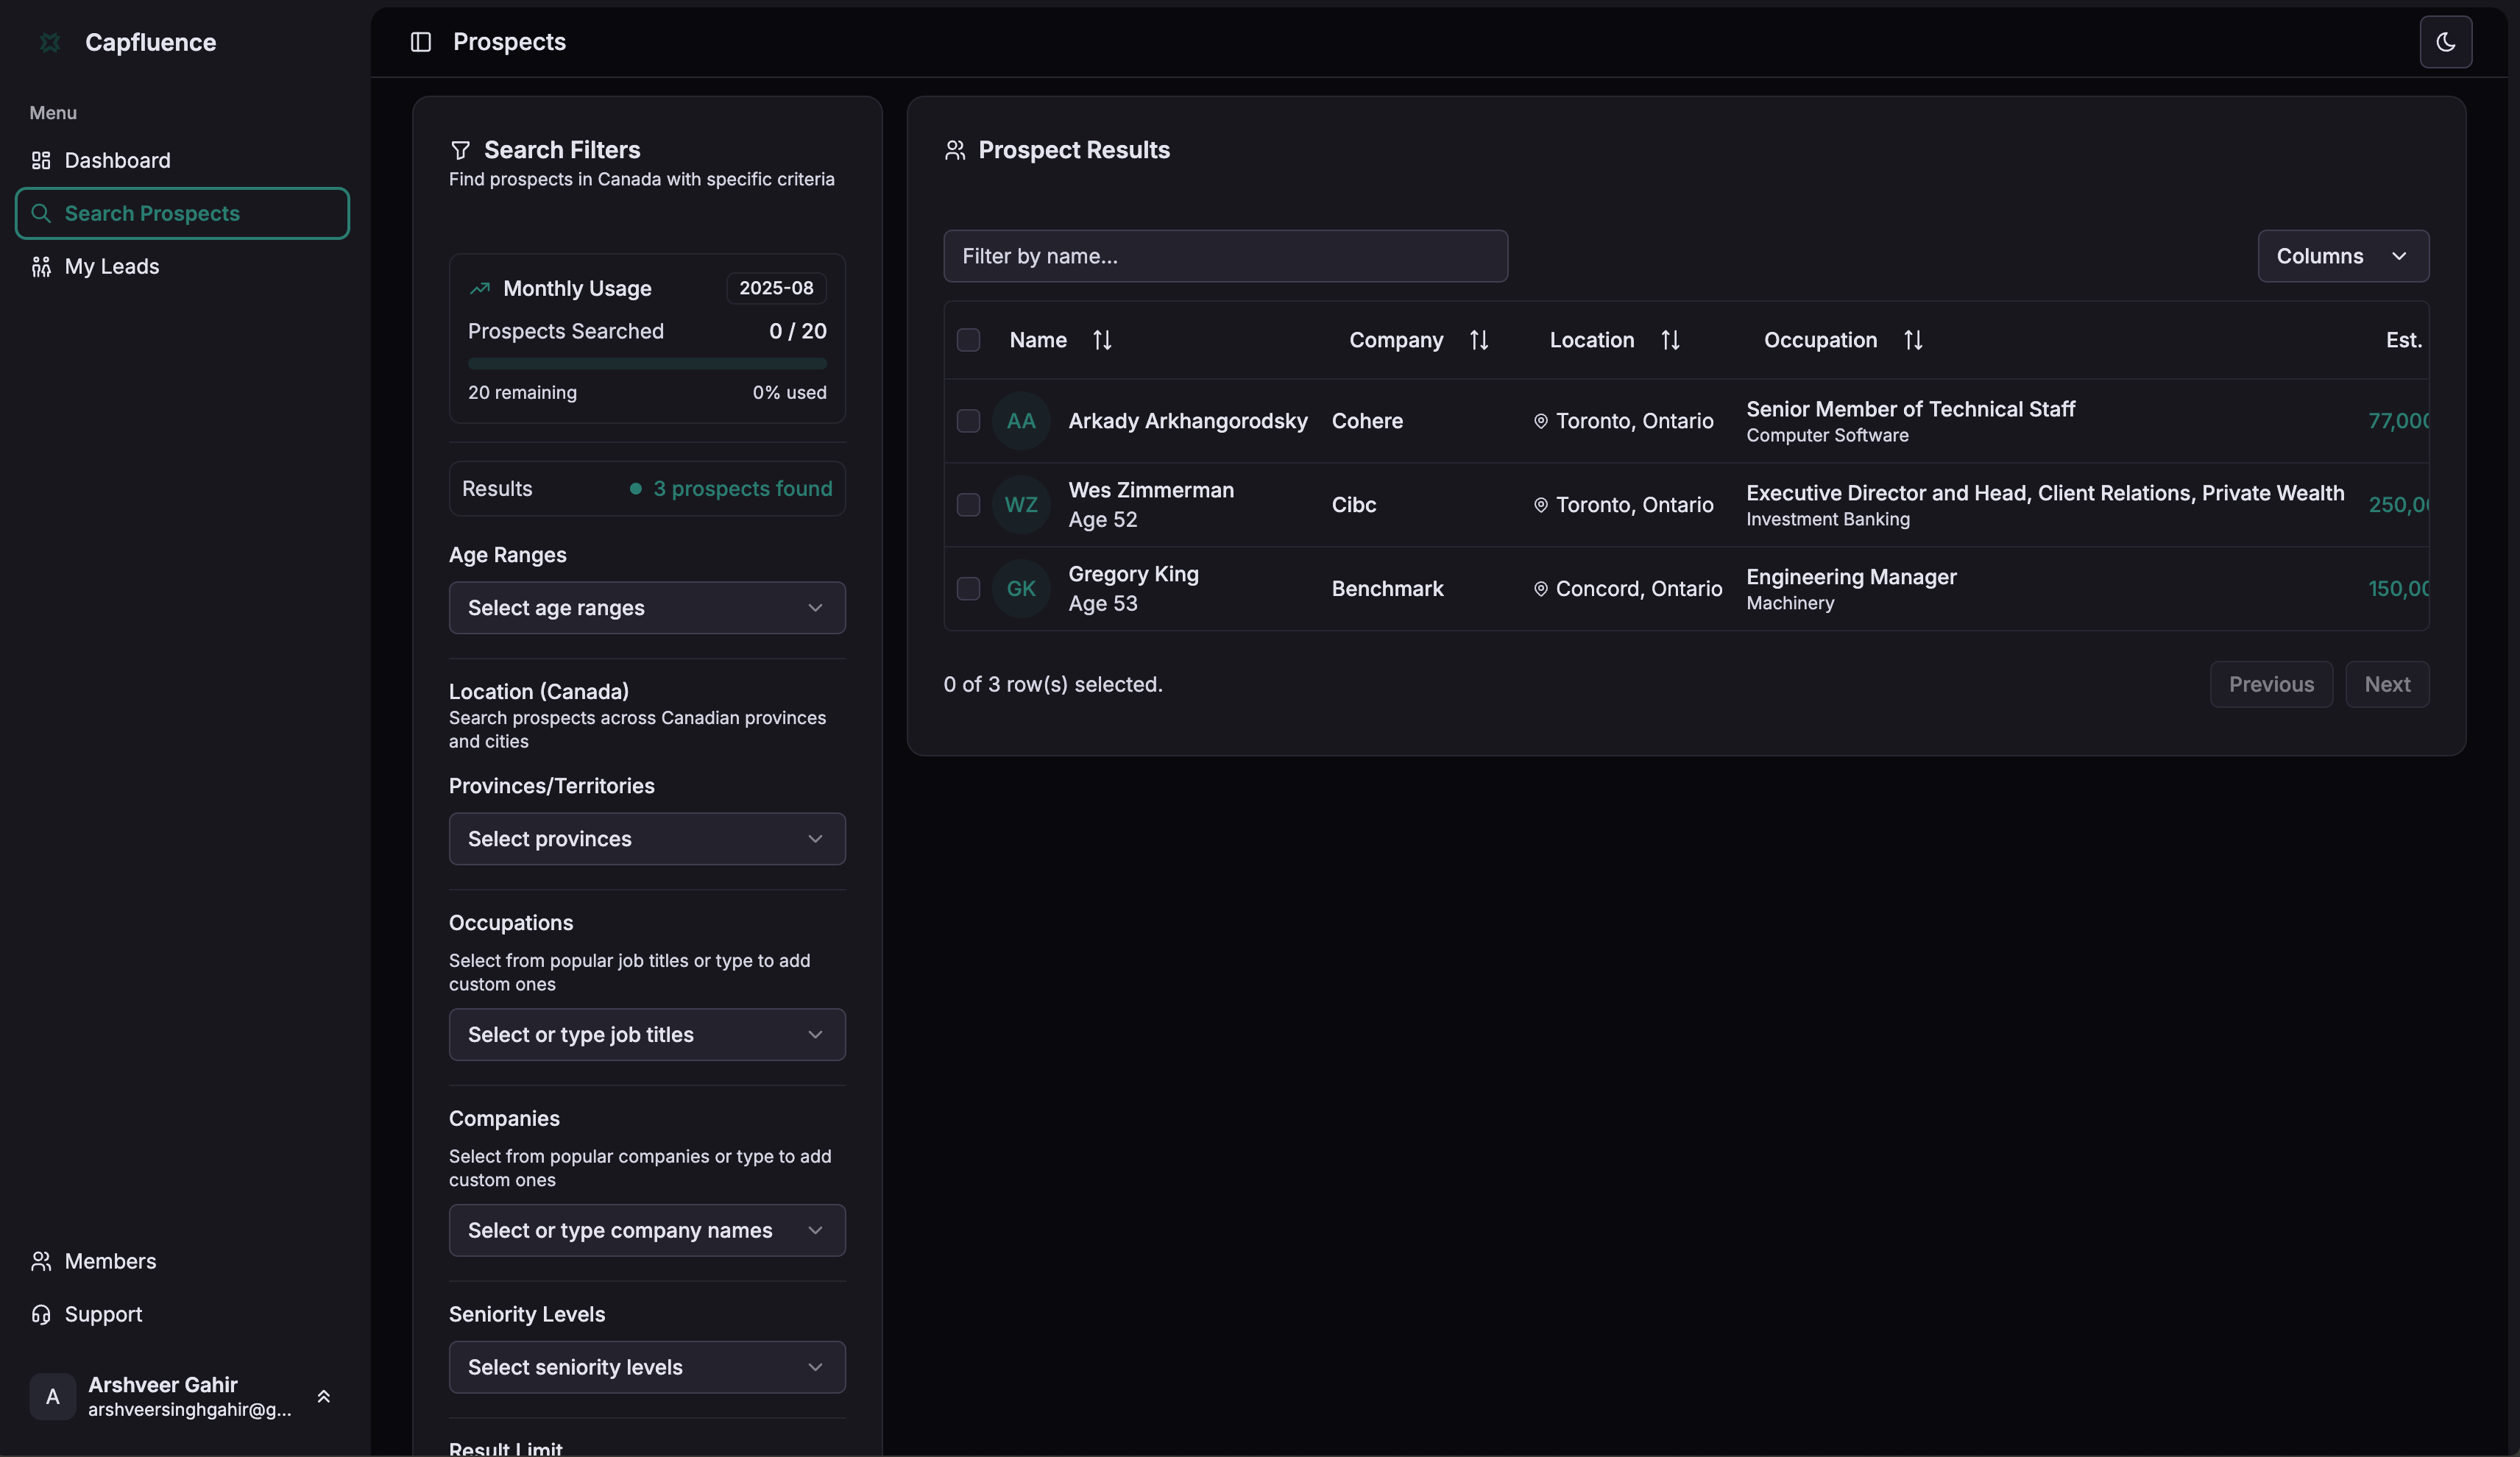 Capfluence
Menu
Dashboard
Search Prospects
My Leads
Members
Support
A
Arshveer Gahir
arshveersinghgahir@g...
Prospects
Search Filters
Find prospects in Canada with specific criteria
Monthly Usage 2025-08
Prospects Searched 0 / 20
20 remaining 0% used
Results 3 prospects found
Age Ranges
Select age ranges
Location (Canada)
Search prospects across Canadian provinces
and cities
Provinces/Territories
Select provinces
Occupations
Select from popular job titles or type to add
custom ones
Select or type job titles
Companies
Select from popular companies or type to add
custom ones
Select or type company names
Seniority Levels
Select seniority levels
Result Limit
Prospect Results
Filter by name...
Columns
Name Company Location Occupation Est.
AA Arkady Arkhangorodsky Cohere Toronto, Ontario Senior Member of Technical Staff 77,000
Computer Software
WZ Wes Zimmerman Cibc Toronto, Ontario Executive Director and Head, Client Relations, Private Wealth 250,00
Age 52 Investment Banking
GK Gregory King Benchmark Concord, Ontario Engineering Manager 150,00
Age 53 Machinery
0 of 3 row(s) selected.
Previous Next